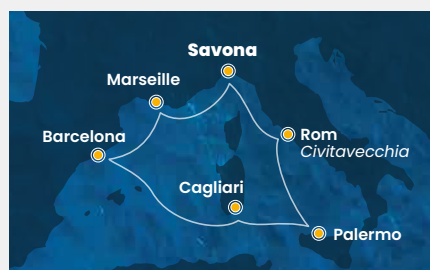 Savona
Marseille
Barcelona
Rom
Civitavecchia
Cagliari
Palermo